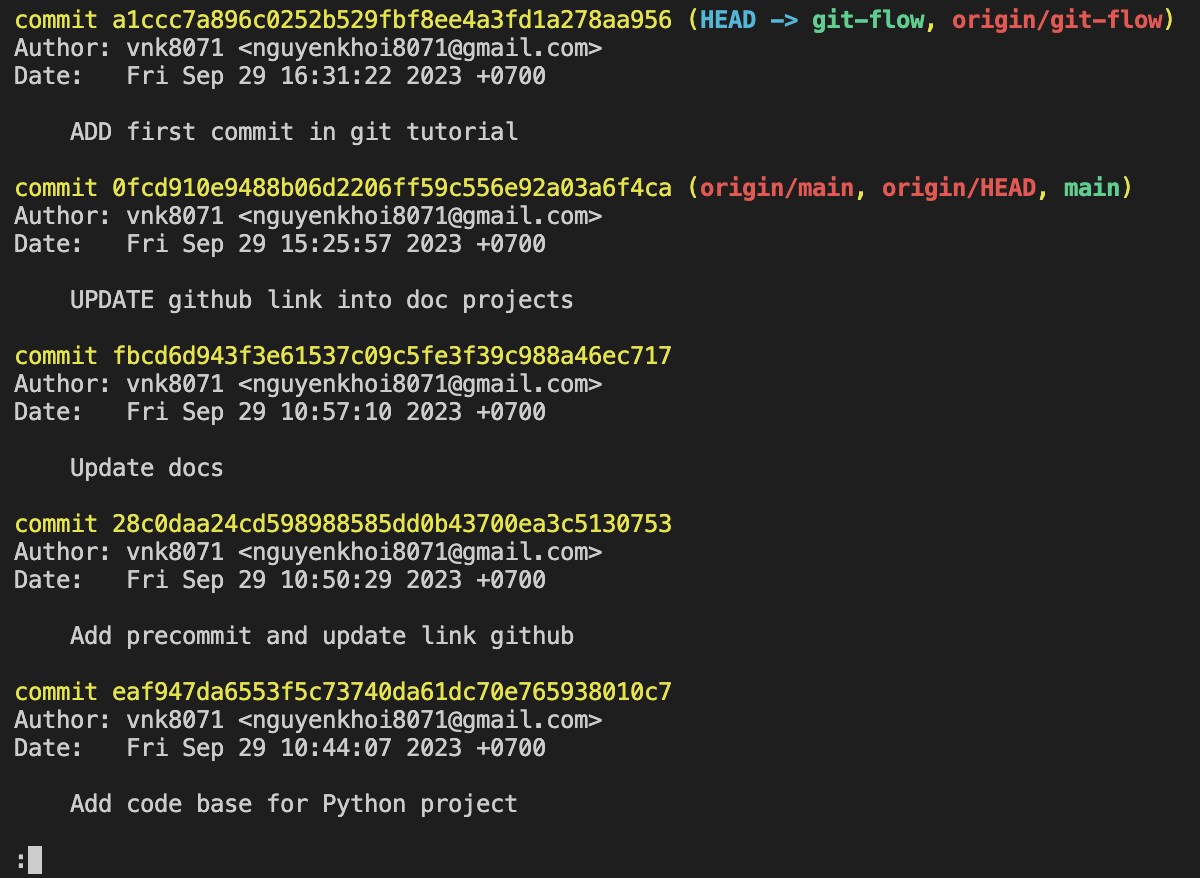 commit a1ccc7a896c0252b529fbf8ee4a3fd1a278aa956 (HEAD -> git-flow, origin/git-flow)
Author: vnk8071 <nguyenkhoi8071@gmail.com>
Date:   Fri Sep 29 16:31:22 2023 +0700
    ADD first commit in git tutorial
commit 0fcd910e9488b06d2206ff59c556e92a03a6f4ca (origin/main, origin/HEAD, main)
Author: vnk8071 <nguyenkhoi8071@gmail.com>
Date:   Fri Sep 29 15:25:57 2023 +0700
    UPDATE github link into doc projects
commit fbcd6d943f3e61537c09c5fe3f39c988a46ec717
Author: vnk8071 <nguyenkhoi8071@gmail.com>
Date:   Fri Sep 29 10:57:10 2023 +0700
    Update docs
commit 28c0daa24cd598988585dd0b43700ea3c5130753
Author: vnk8071 <nguyenkhoi8071@gmail.com>
Date:   Fri Sep 29 10:50:29 2023 +0700
    Add precommit and update link github
commit eaf947da6553f5c73740da61dc70e765938010c7
Author: vnk8071 <nguyenkhoi8071@gmail.com>
Date:   Fri Sep 29 10:44:07 2023 +0700
    Add code base for Python project
: